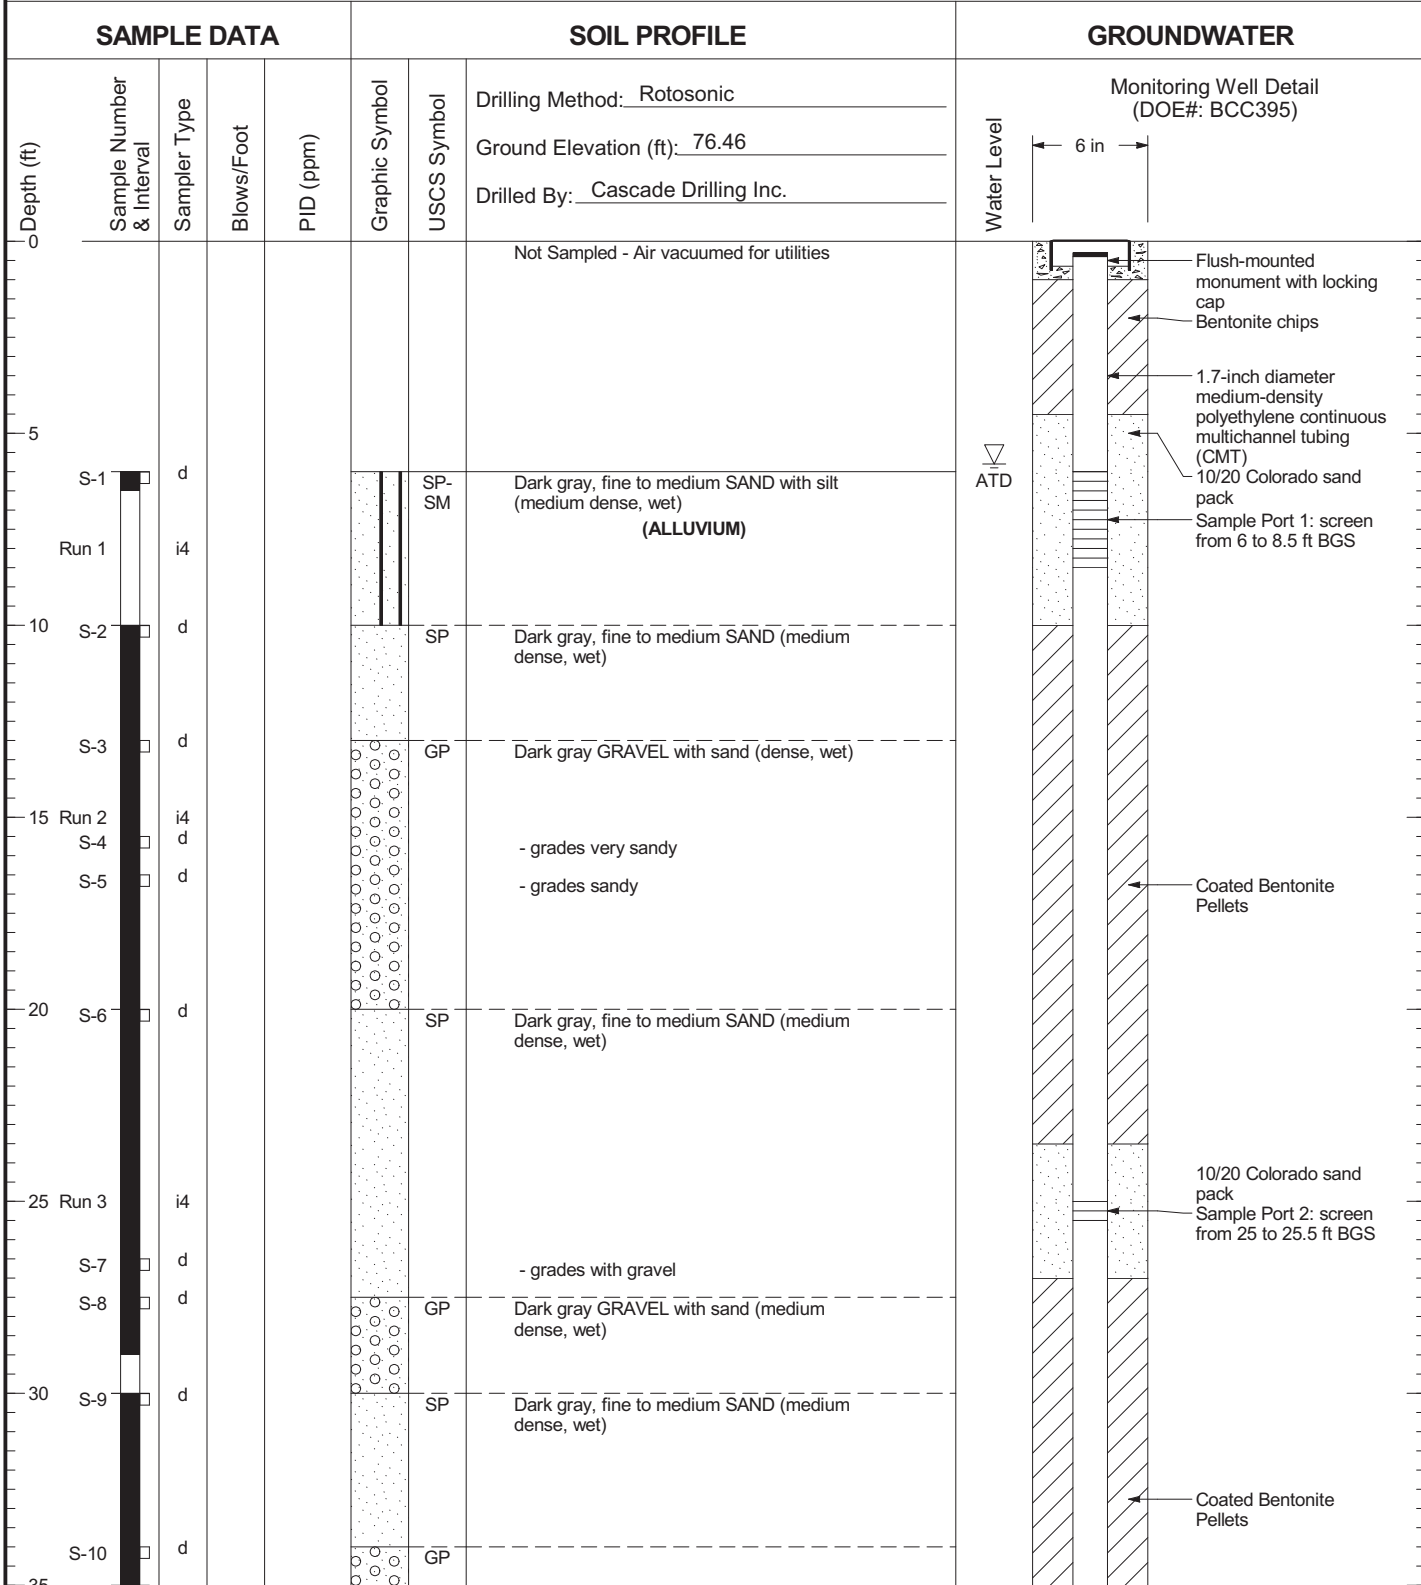 SAMPLE DATA
SOIL PROFILE
GROUNDWATER
Depth (ft)
Sample Number
& Interval
Sampler Type
Blows/Foot
PID (ppm)
Graphic Symbol
USCS Symbol
Drilling Method: Rotosonic
Ground Elevation (ft): 76.46
Drilled By: Cascade Drilling Inc.
Water Level
Monitoring Well Detail
(DOE#: BCC395)
6 in
0
Not Sampled - Air vacuumed for utilities
Flush-mounted
monument with locking
cap
Bentonite chips
1.7-inch diameter
medium-density
polyethylene continuous
multichannel tubing
(CMT)
5
ATD
10/20 Colorado sand
pack
Sample Port 1: screen
from 6 to 8.5 ft BGS
S-1 d
SP-
SM
Dark gray, fine to medium SAND with silt
(medium dense, wet)
(ALLUVIUM)
Run 1 i4
10 S-2 d
SP
Dark gray, fine to medium SAND (medium
dense, wet)
S-3 d
GP
Dark gray GRAVEL with sand (dense, wet)
15 Run 2 i4
S-4 d
- grades very sandy
S-5 d
- grades sandy
Coated Bentonite
Pellets
20 S-6 d
SP
Dark gray, fine to medium SAND (medium
dense, wet)
25 Run 3 i4
10/20 Colorado sand
pack
Sample Port 2: screen
from 25 to 25.5 ft BGS
S-7 d
- grades with gravel
S-8 d
GP
Dark gray GRAVEL with sand (medium
dense, wet)
30 S-9 d
SP
Dark gray, fine to medium SAND (medium
dense, wet)
Coated Bentonite
Pellets
S-10 d
GP
35